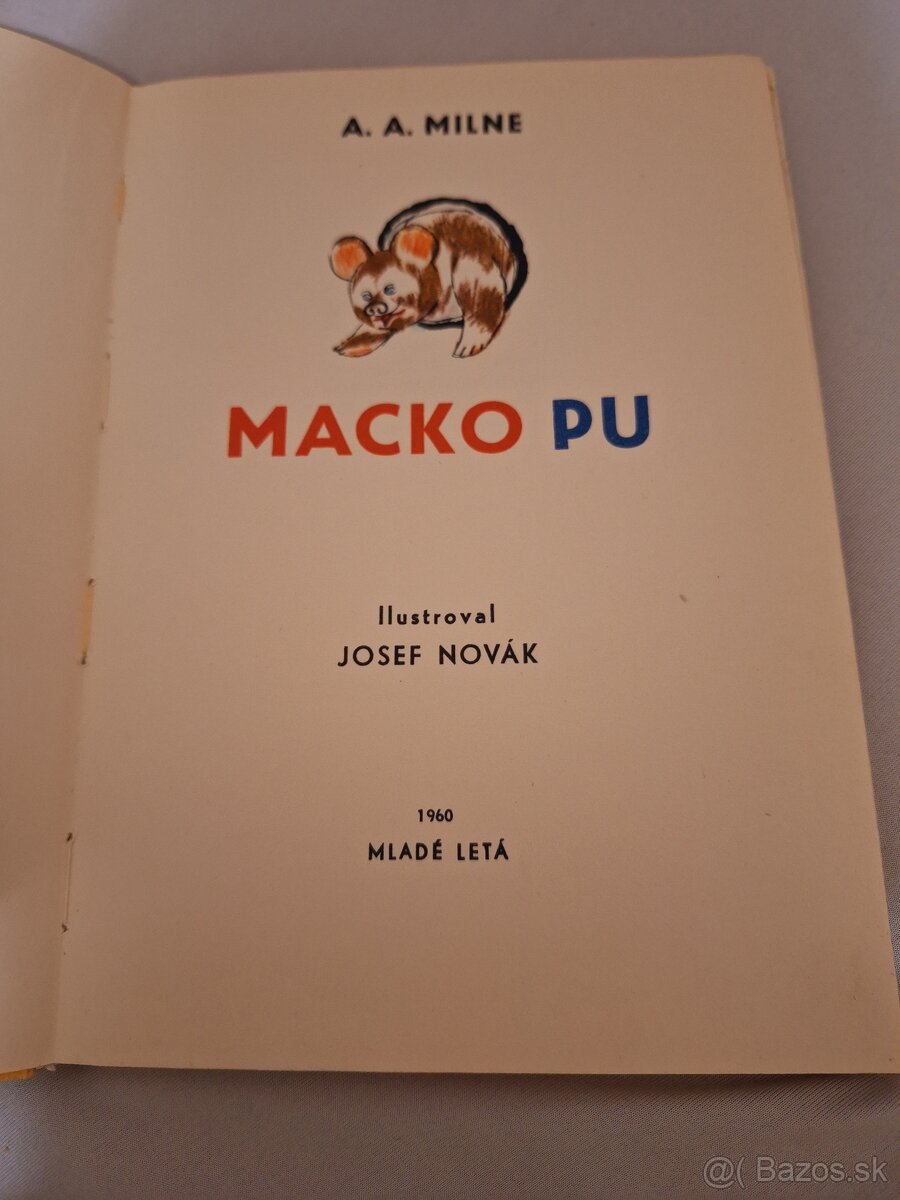 A. A. MILNE
MACKO PU
Ilustroval
JOSEF NOVÁK
1960
MLADÉ LETÁ
@( Bazos.sk